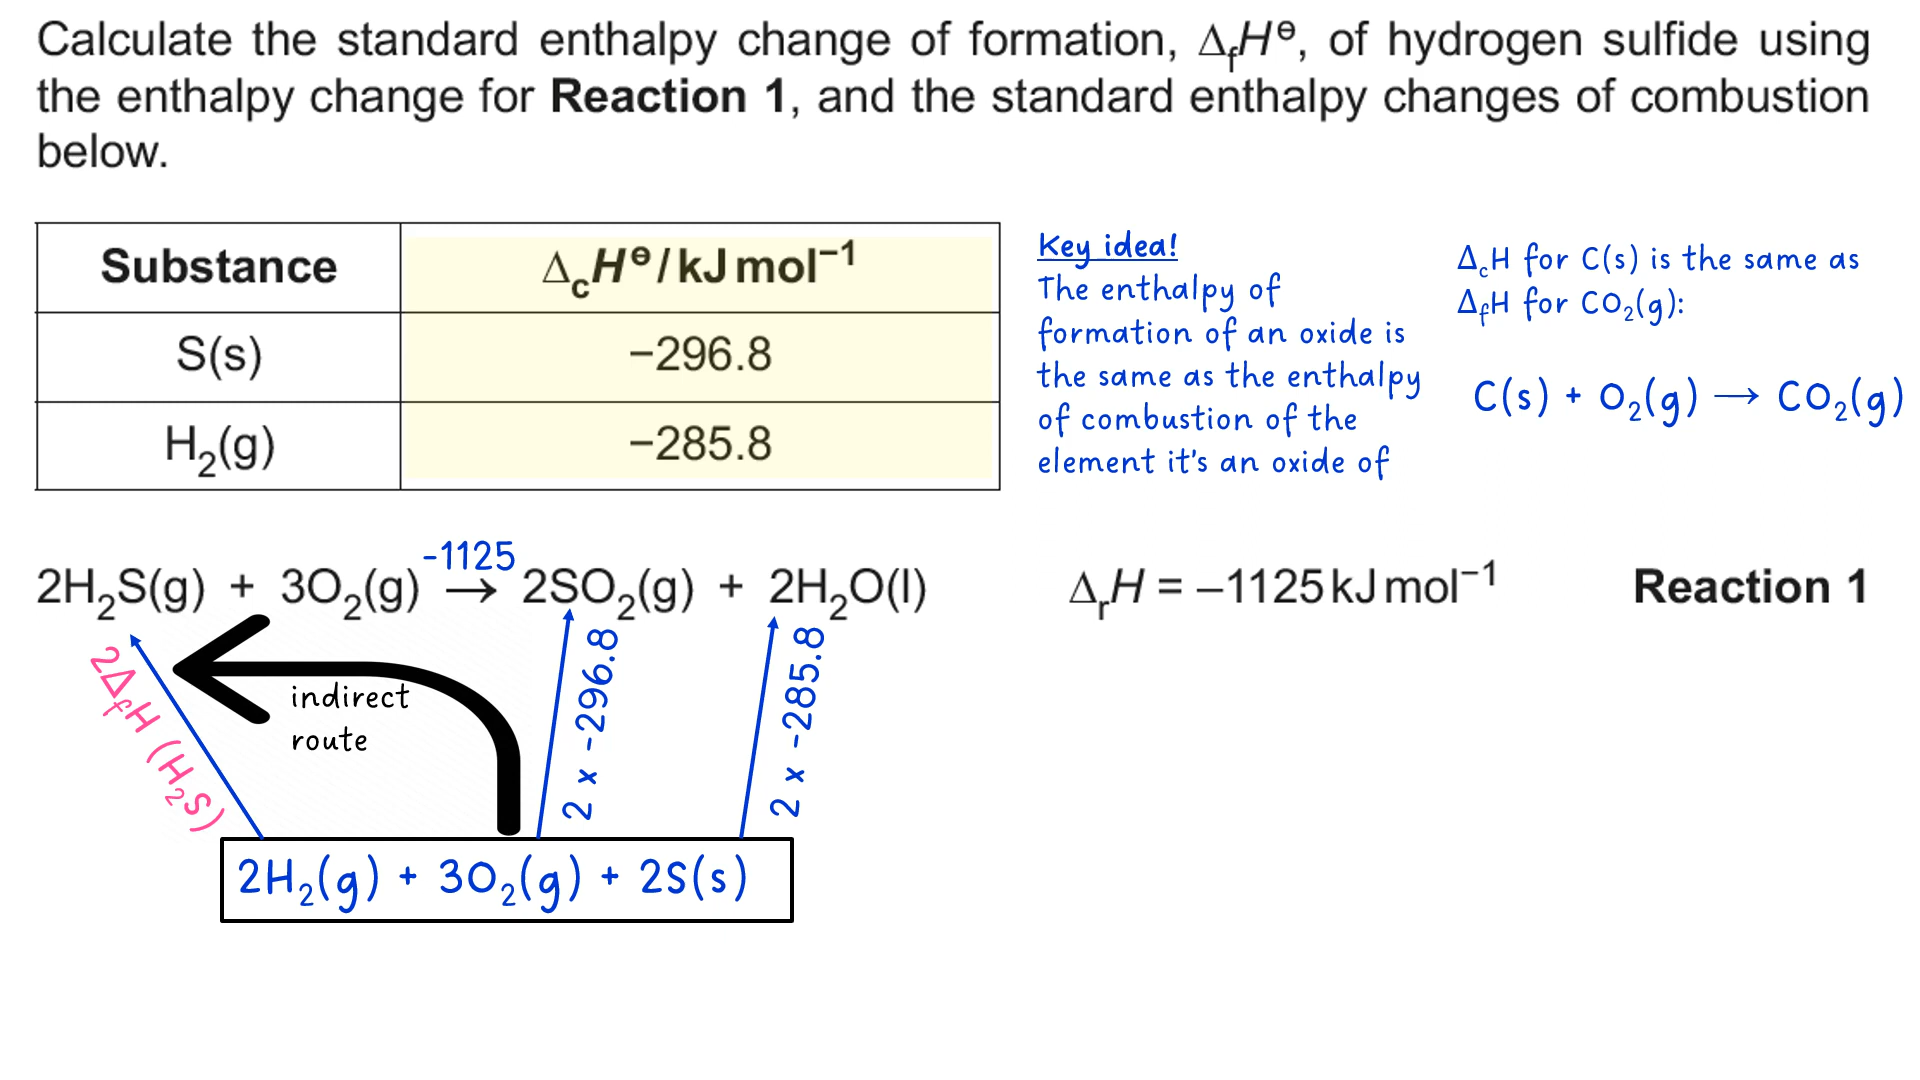 Calculate the standard enthalpy change of formation, ΔfH⦵, of hydrogen sulfide using
the enthalpy change for Reaction 1, and the standard enthalpy changes of combustion
below.
Substance ΔcH⦵/kJ mol⁻¹
S(s) −296.8
H₂(g) −285.8
Key idea!
The enthalpy of
formation of an oxide is
the same as the enthalpy
of combustion of the
element it's an oxide of
ΔcH for C(s) is the same as
ΔfH for CO₂(g):
C(s) + O₂(g) → CO₂(g)
-1125
2H₂S(g) + 3O₂(g) → 2SO₂(g) + 2H₂O(l) ΔrH = −1125 kJ mol⁻¹ Reaction 1
2ΔfH (H₂S)
indirect
route
2 x -296.8
2 x -285.8
2H₂(g) + 3O₂(g) + 2S(s)